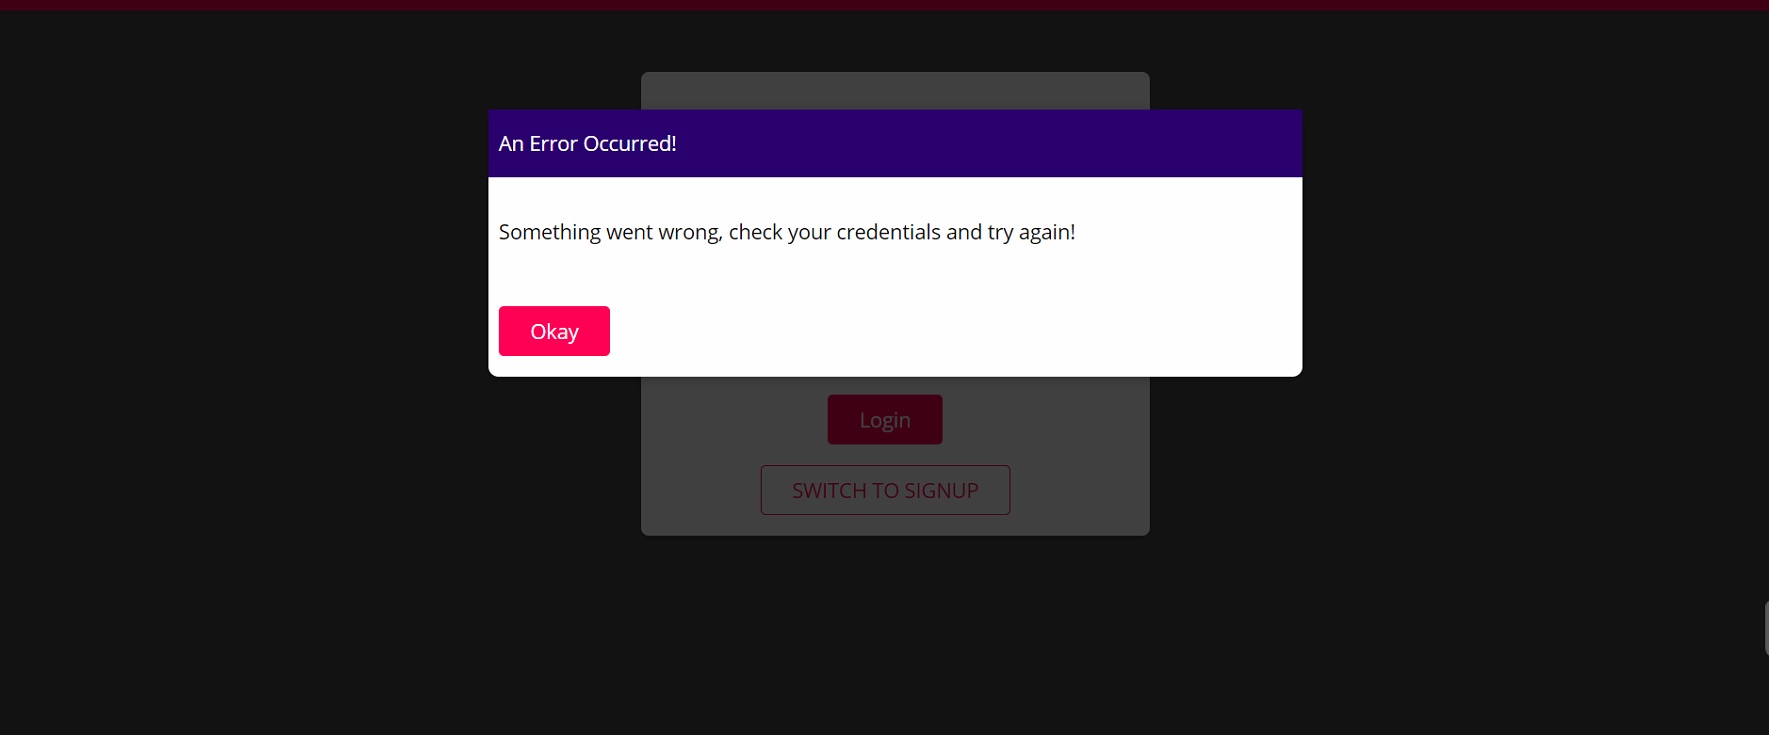 An Error Occurred!
Something went wrong, check your credentials and try again!
Okay
Login
SWITCH TO SIGNUP